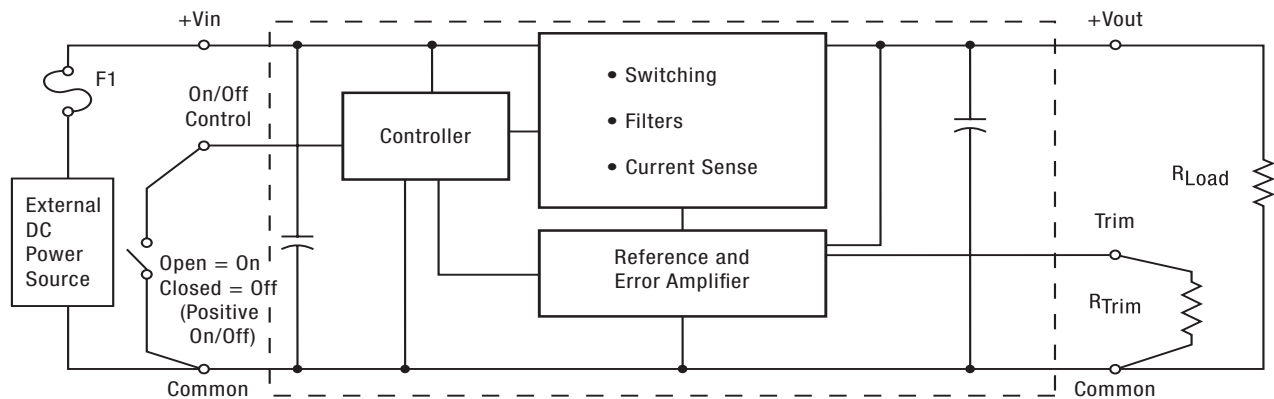 +Vin
+Vout
F1
On/Off
Control
Controller
• Switching
• Filters
• Current Sense
External
DC
Power
Source
Open = On
Closed = Off
(Positive
On/Off)
Reference and
Error Amplifier
RLoad
Trim
RTrim
Common
Common